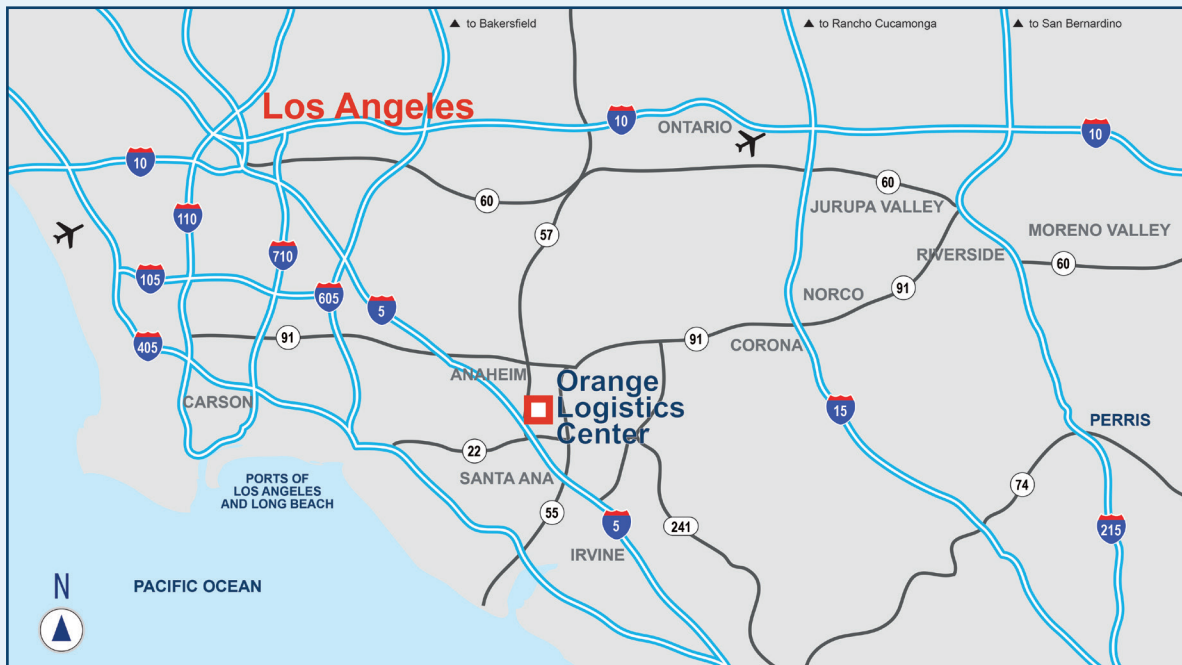 ▲ to Bakersfield
▲ to Rancho Cucamonga
▲ to San Bernardino
Los Angeles
10
ONTARIO
10
10
60
60
JURUPA VALLEY
110
57
MORENO VALLEY
710
RIVERSIDE
60
105
605
91
NORCO
5
405
91
91
CORONA
ANAHEIM
Orange
Logistics
Center
CARSON
15
PERRIS
22
SANTA ANA
PORTS OF
LOS ANGELES
AND LONG BEACH
74
55
5
241
215
IRVINE
N
PACIFIC OCEAN